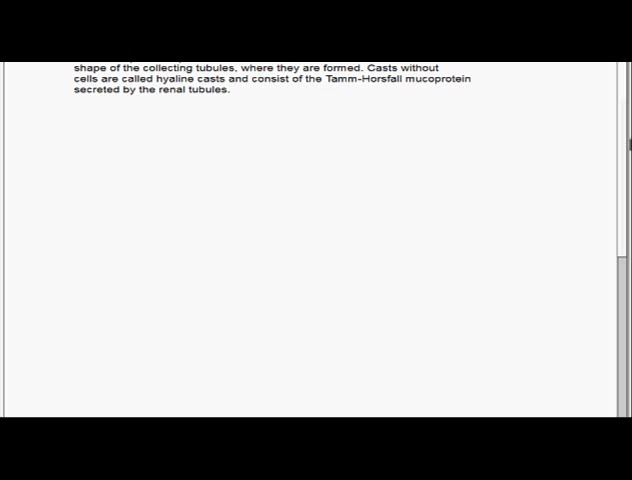 shape of the collecting tubules, where they are formed. Casts without
cells are called hyaline casts and consist of the Tamm-Horsfall mucoprotein
secreted by the renal tubules.